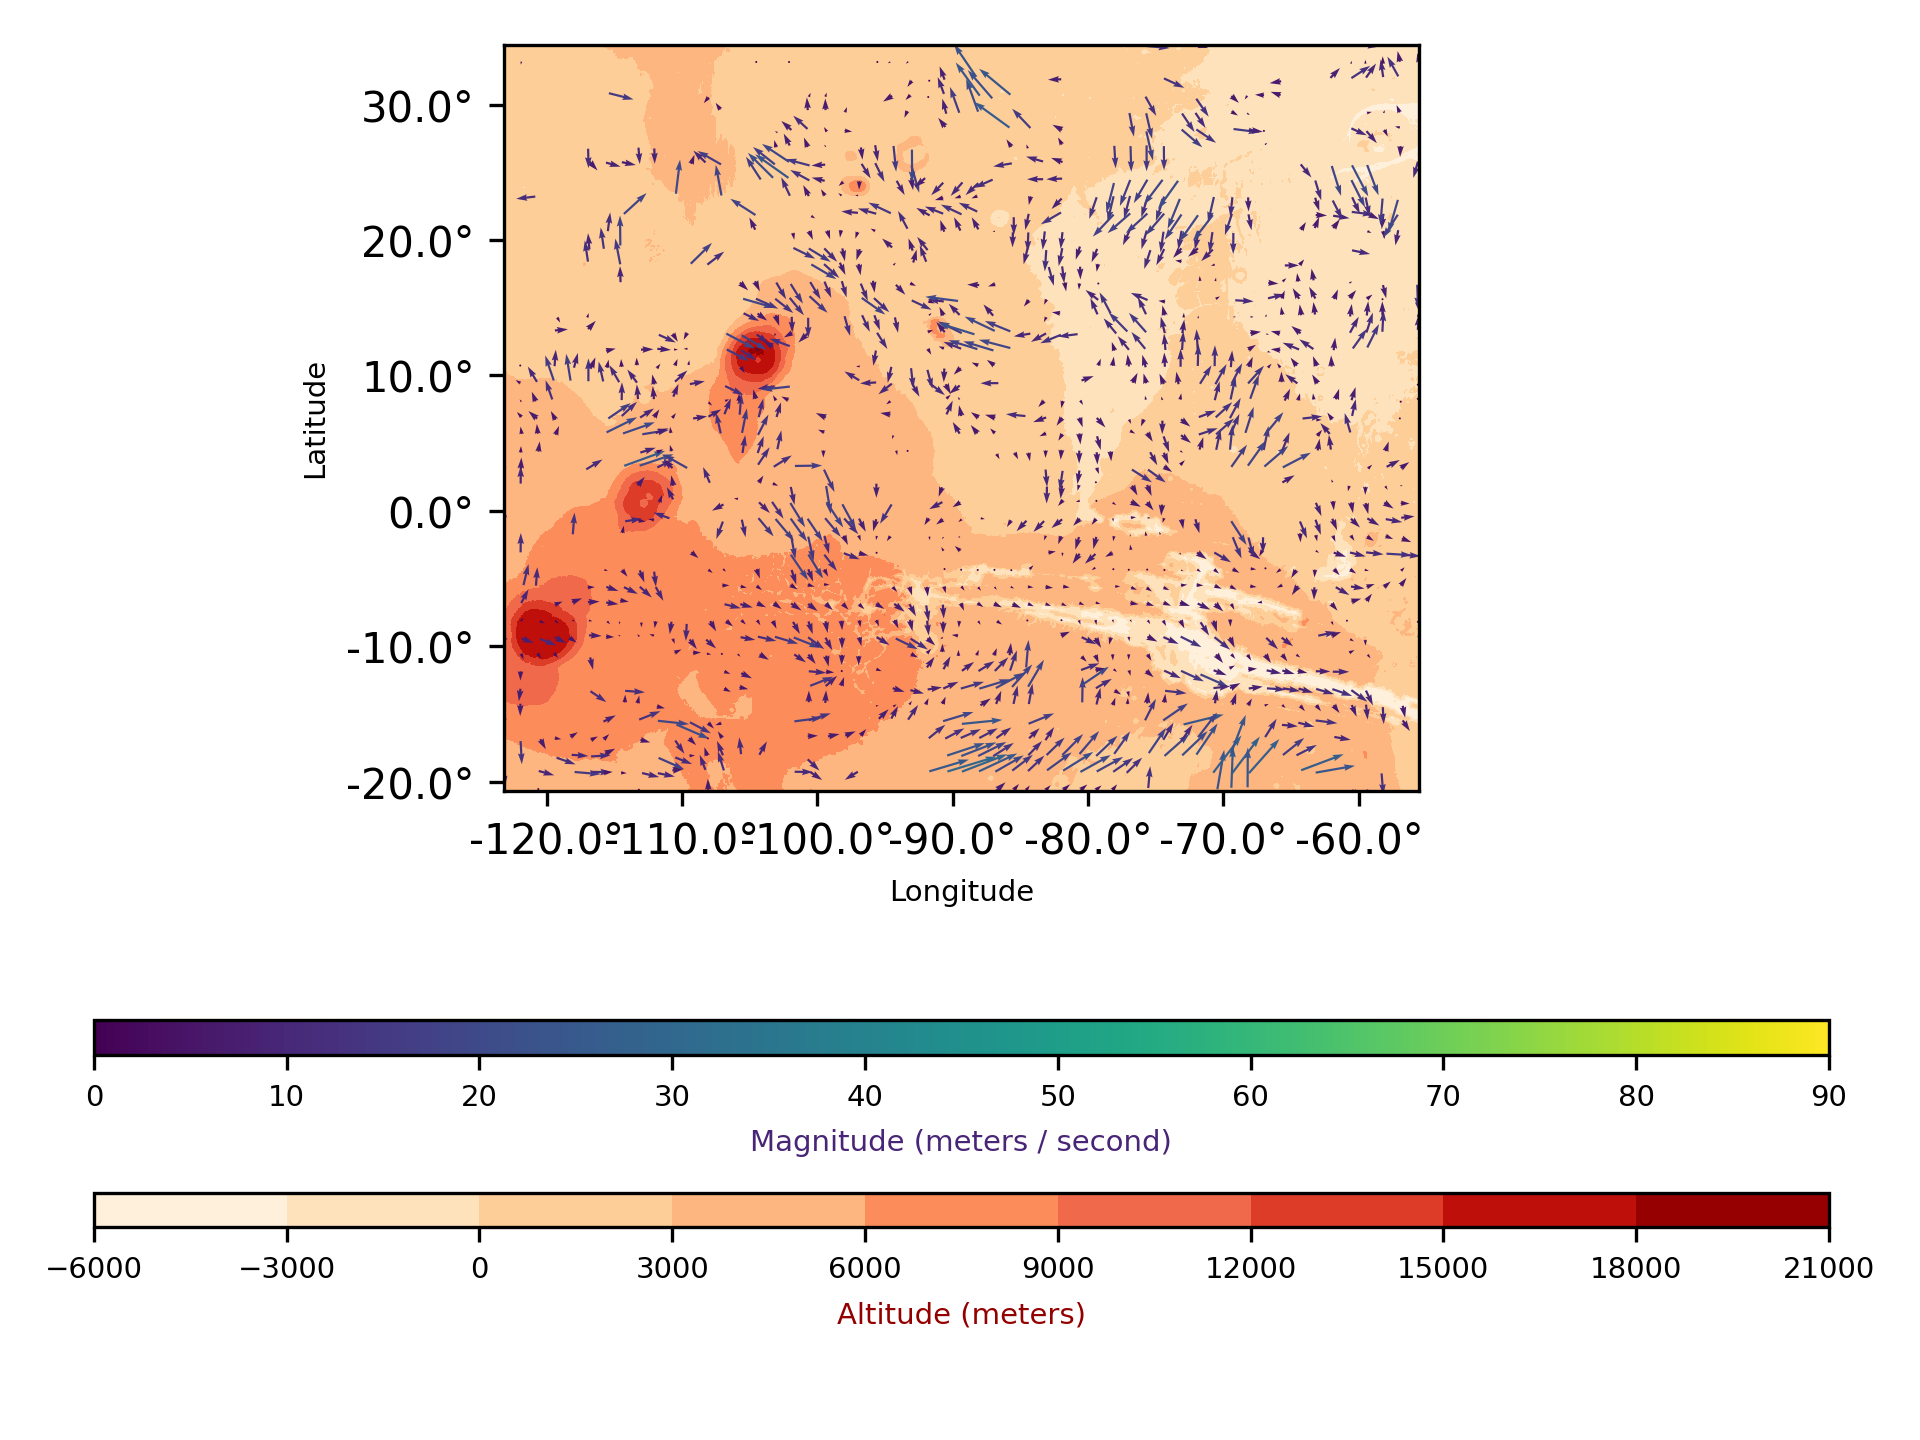 30.0°
20.0°
10.0°
0.0°
-10.0°
-20.0°
Latitude
-120.0° -110.0° -100.0° -90.0° -80.0° -70.0° -60.0°
Longitude
0 10 20 30 40 50 60 70 80 90
Magnitude (meters / second)
−6000 −3000 0 3000 6000 9000 12000 15000 18000 21000
Altitude (meters)